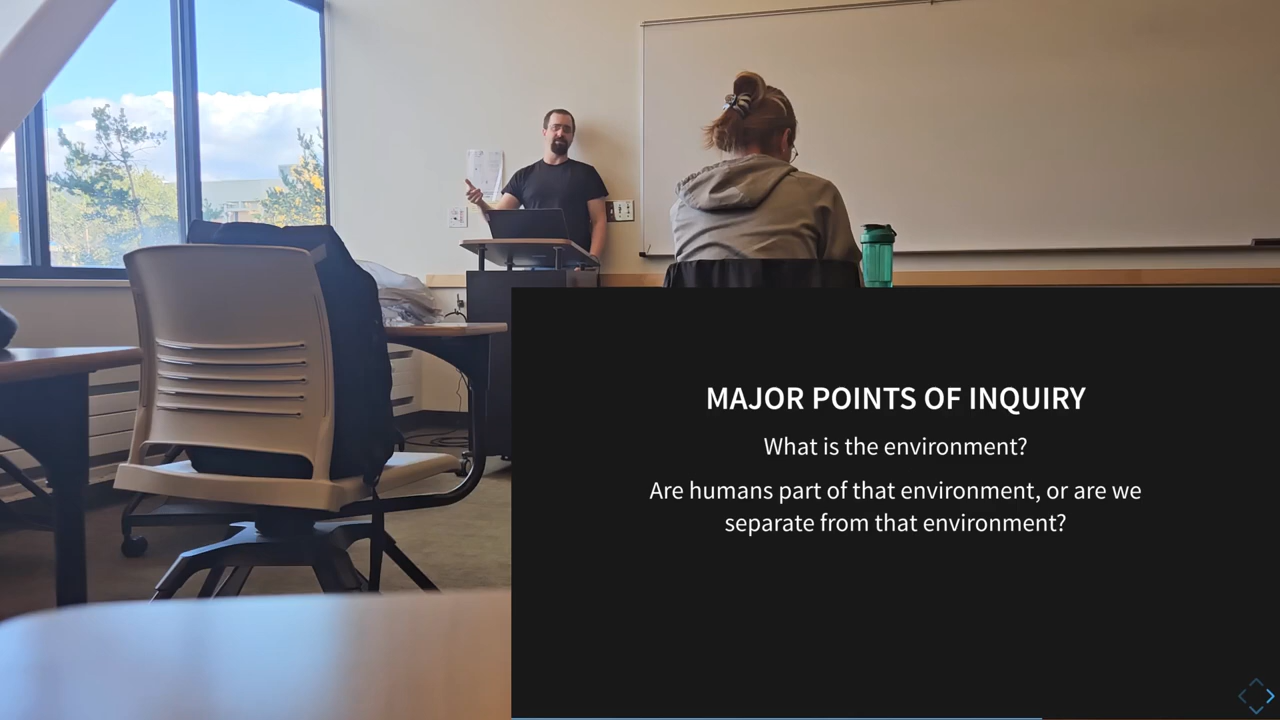 MAJOR POINTS OF INQUIRY
What is the environment?
Are humans part of that environment, or are we
separate from that environment?